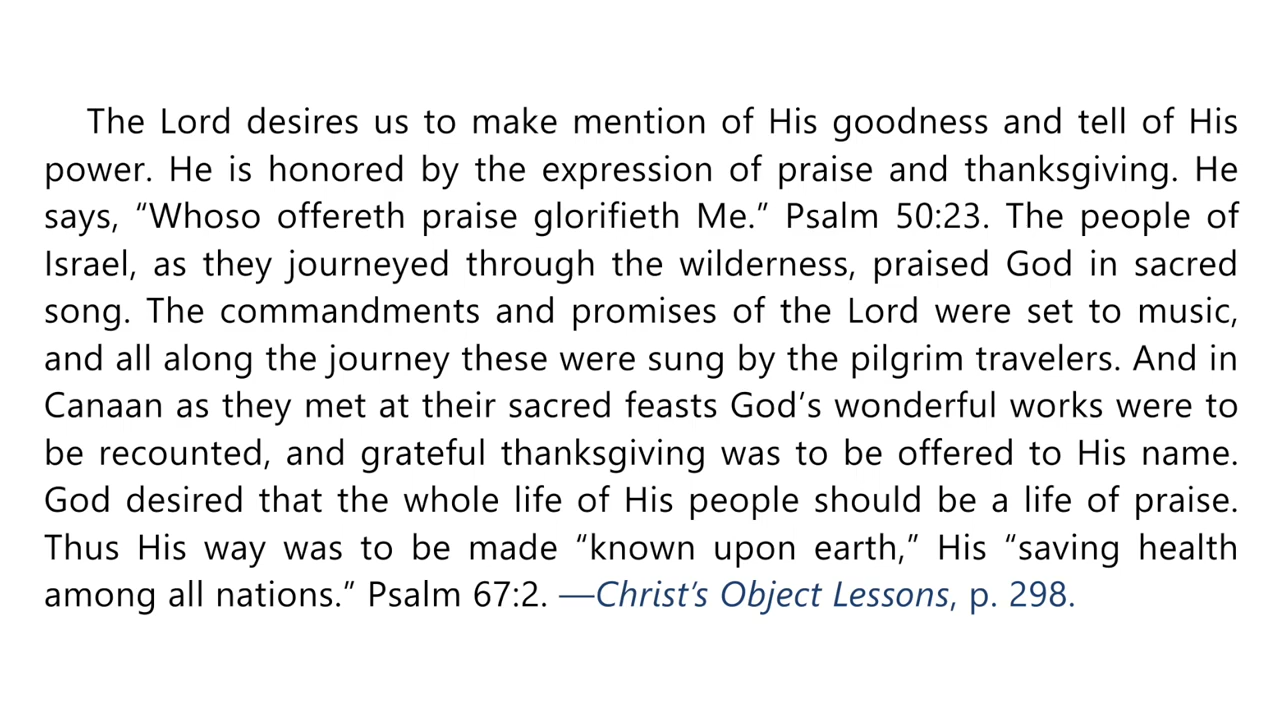 The Lord desires us to make mention of His goodness and tell of His
power. He is honored by the expression of praise and thanksgiving. He
says, “Whoso offereth praise glorifieth Me.” Psalm 50:23. The people of
Israel, as they journeyed through the wilderness, praised God in sacred
song. The commandments and promises of the Lord were set to music,
and all along the journey these were sung by the pilgrim travelers. And in
Canaan as they met at their sacred feasts God’s wonderful works were to
be recounted, and grateful thanksgiving was to be offered to His name.
God desired that the whole life of His people should be a life of praise.
Thus His way was to be made “known upon earth,” His “saving health
among all nations.” Psalm 67:2. —Christ’s Object Lessons, p. 298.